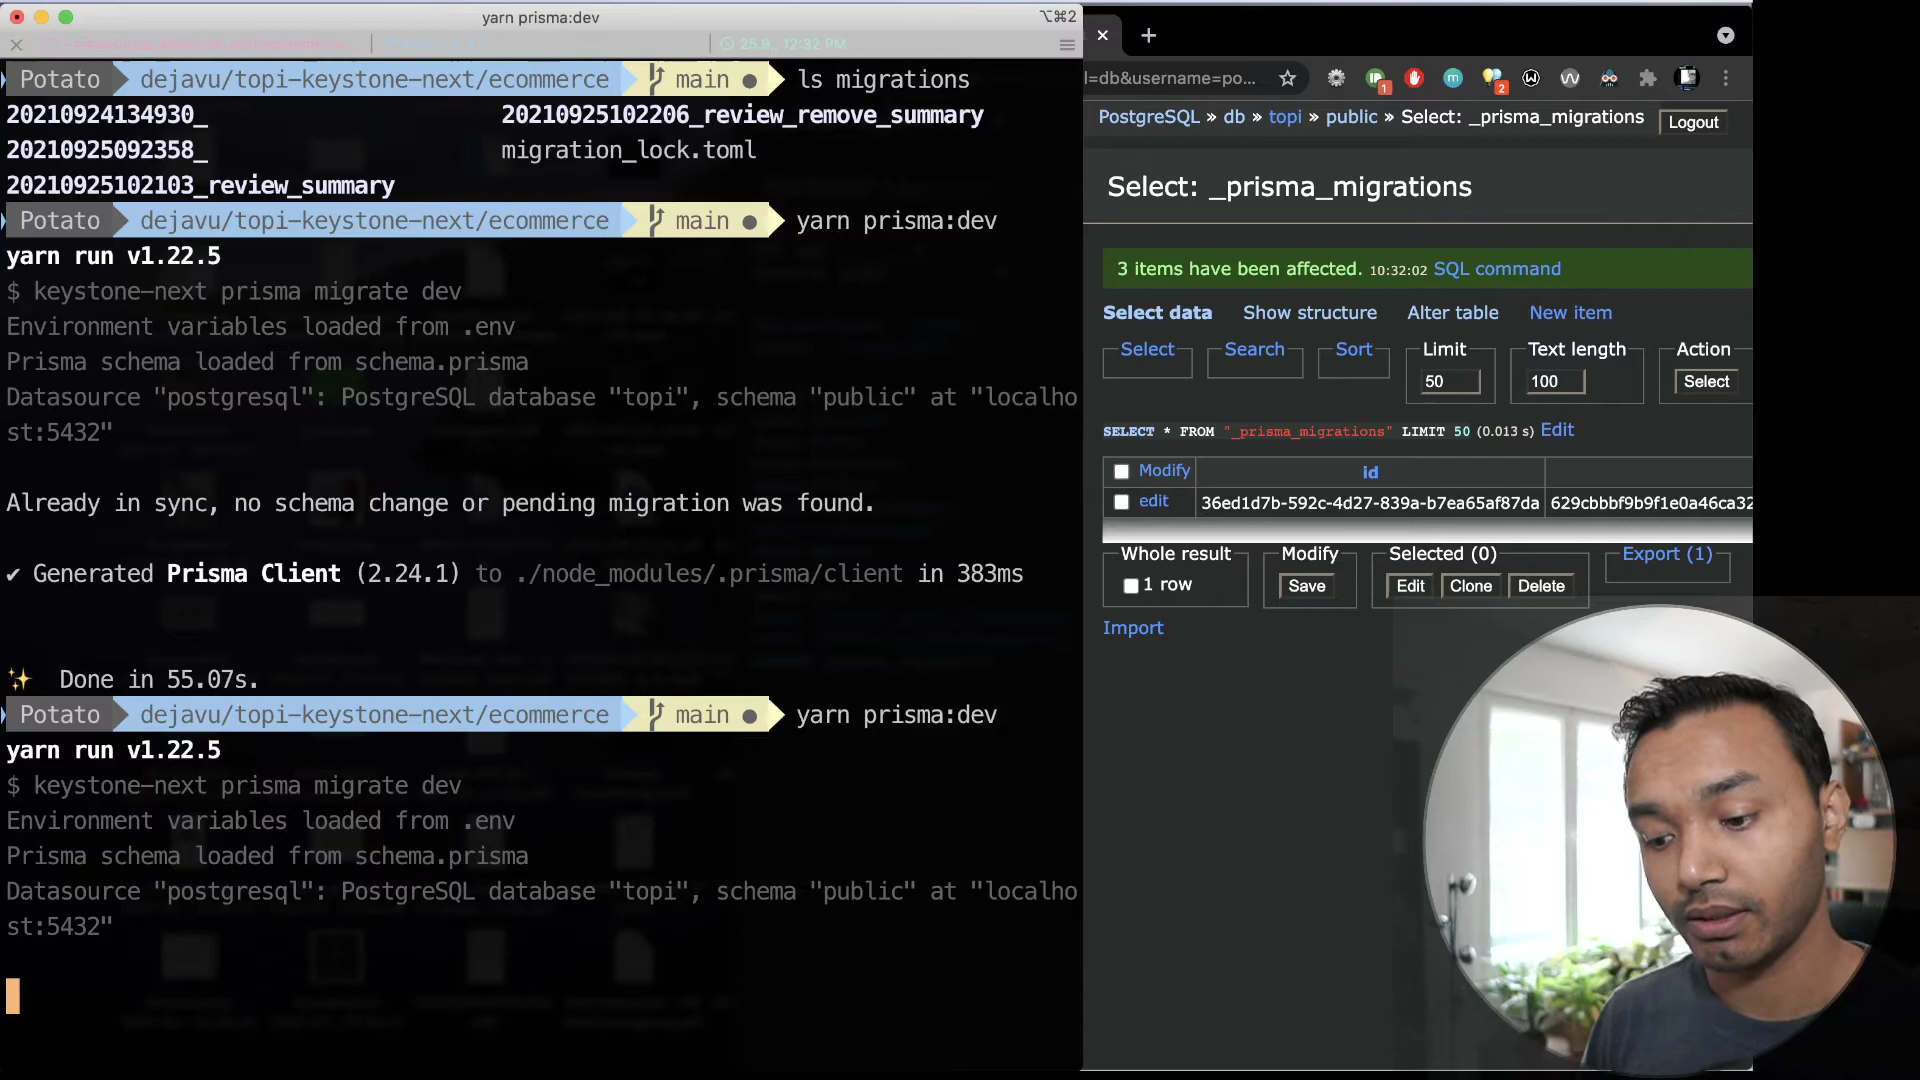 yarn prisma:dev
⌥⌘2
25.9., 12:32 PM
Potato dejavu/topi-keystone-next/ecommerce main ● ls migrations
20210924134930_ 20210925102206_review_remove_summary
20210925092358_ migration_lock.toml
20210925102103_review_summary
Potato dejavu/topi-keystone-next/ecommerce main ● yarn prisma:dev
yarn run v1.22.5
$ keystone-next prisma migrate dev
Environment variables loaded from .env
Prisma schema loaded from schema.prisma
Datasource "postgresql": PostgreSQL database "topi", schema "public" at "localho
st:5432"
Already in sync, no schema change or pending migration was found.
✔ Generated Prisma Client (2.24.1) to ./node_modules/.prisma/client in 383ms
✨ Done in 55.07s.
Potato dejavu/topi-keystone-next/ecommerce main ● yarn prisma:dev
yarn run v1.22.5
$ keystone-next prisma migrate dev
Environment variables loaded from .env
Prisma schema loaded from schema.prisma
Datasource "postgresql": PostgreSQL database "topi", schema "public" at "localho
st:5432"
l=db&username=po...
1
2
PostgreSQL » db » topi » public » Select: _prisma_migrations Logout
Select: _prisma_migrations
3 items have been affected. 10:32:02 SQL command
Select data Show structure Alter table New item
Select Search Sort Limit Text length Action
50 100 Select
SELECT * FROM "_prisma_migrations" LIMIT 50 (0.013 s) Edit
Modify id
edit 36ed1d7b-592c-4d27-839a-b7ea65af87da 629cbbbf9b9f1e0a46ca32
Whole result Modify Selected (0) Export (1)
1 row Save Edit Clone Delete
Import